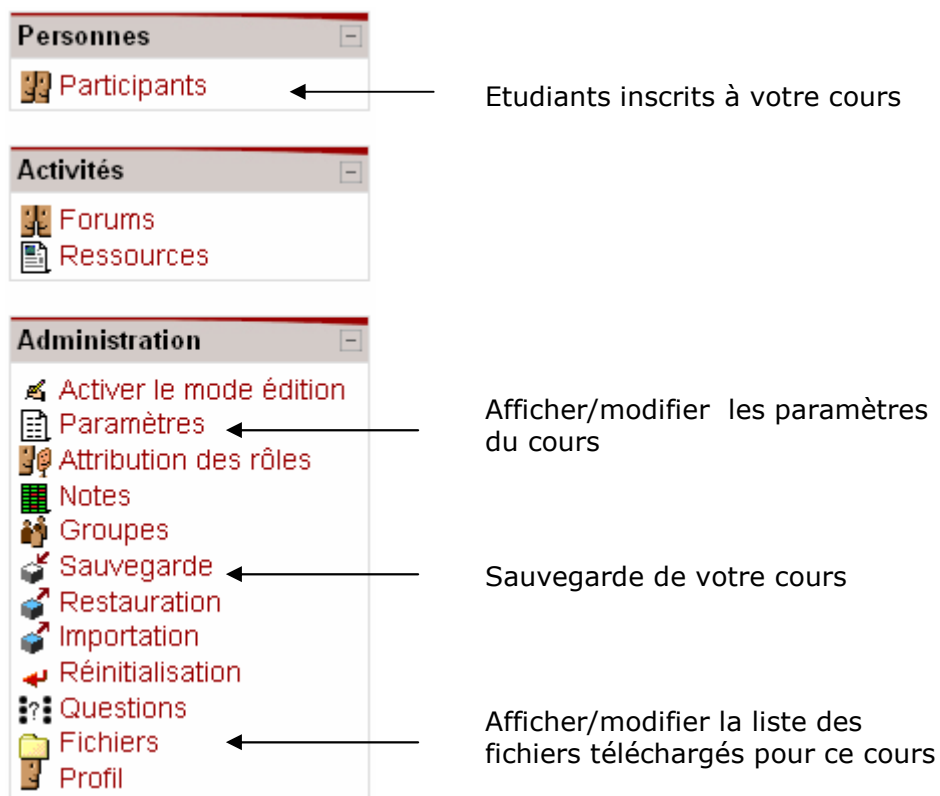 Personnes
Participants
Etudiants inscrits à votre cours
Activités
Forums
Ressources
Administration
Activer le mode édition
Paramètres
Afficher/modifier les paramètres
du cours
Attribution des rôles
Notes
Groupes
Sauvegarde
Sauvegarde de votre cours
Restauration
Importation
Réinitialisation
Questions
Fichiers
Afficher/modifier la liste des
fichiers téléchargés pour ce cours
Profil